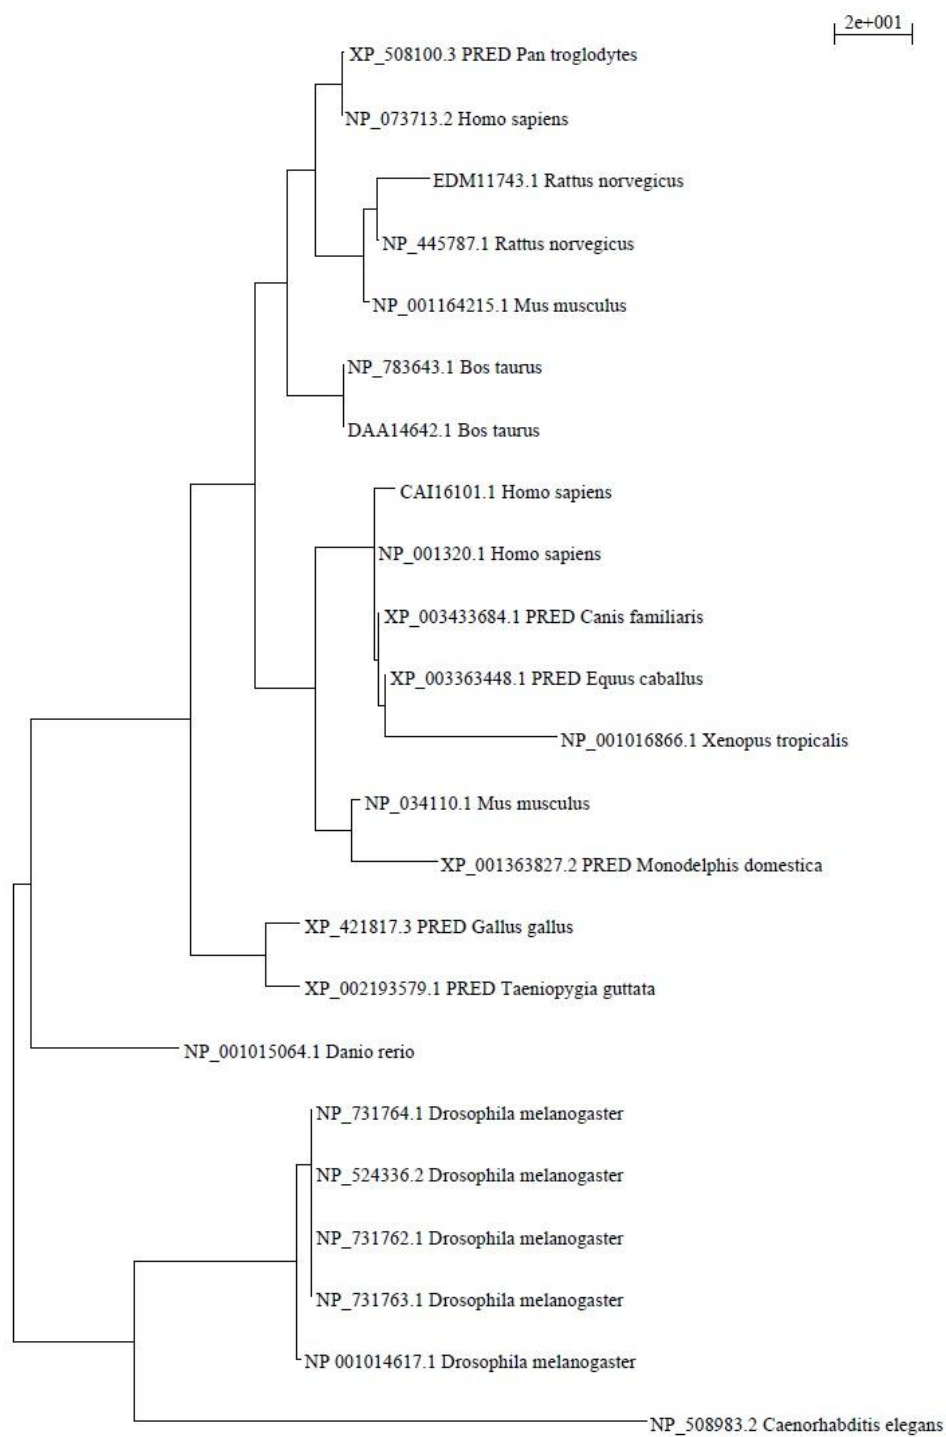 2e+001
XP_508100.3 PRED Pan troglodytes
NP_073713.2 Homo sapiens
EDM11743.1 Rattus norvegicus
NP_445787.1 Rattus norvegicus
NP_001164215.1 Mus musculus
NP_783643.1 Bos taurus
DAA14642.1 Bos taurus
CAI16101.1 Homo sapiens
NP_001320.1 Homo sapiens
XP_003433684.1 PRED Canis familiaris
XP_003363448.1 PRED Equus caballus
NP_001016866.1 Xenopus tropicalis
NP_034110.1 Mus musculus
XP_001363827.2 PRED Monodelphis domestica
XP_421817.3 PRED Gallus gallus
XP_002193579.1 PRED Taeniopygia guttata
NP_001015064.1 Danio rerio
NP_731764.1 Drosophila melanogaster
NP_524336.2 Drosophila melanogaster
NP_731762.1 Drosophila melanogaster
NP_731763.1 Drosophila melanogaster
NP 001014617.1 Drosophila melanogaster
NP_508983.2 Caenorhabditis elegans